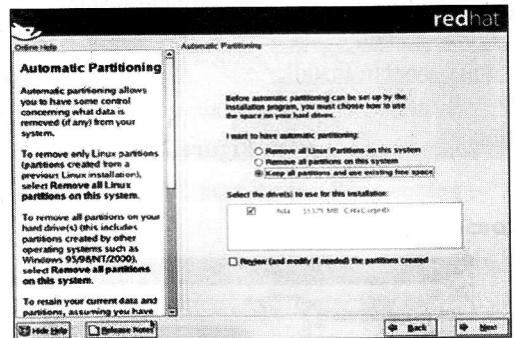 redhat
Online Help
Automatic Partitioning
Automatic Partitioning
Automatic partitioning allows
you to have some control
concerning what data is
removed (if any) from your
system.
To remove only Linux partitions
(partitions created from a
previous Linux installation),
select Remove all Linux
partitions on this system.
To remove all partitions on your
hard drive(s) (this includes
partitions created by other
operating systems such as
Windows 95/98/NT/2000),
select Remove all partitions
on this system.
To retain your current data and
partitions, assuming you have
Before automatic partitioning can be set up by the
installation program, you must choose how to use
the space on your hard drives.
I want to have automatic partitioning:
Remove all Linux Partitions on this system
Remove all partitions on this system
Keep all partitions and use existing free space
Select the drive(s) to use for this installation:
hda
Review (and modify if needed) the partitions created
Hide Help
Release Notes
Back
Next